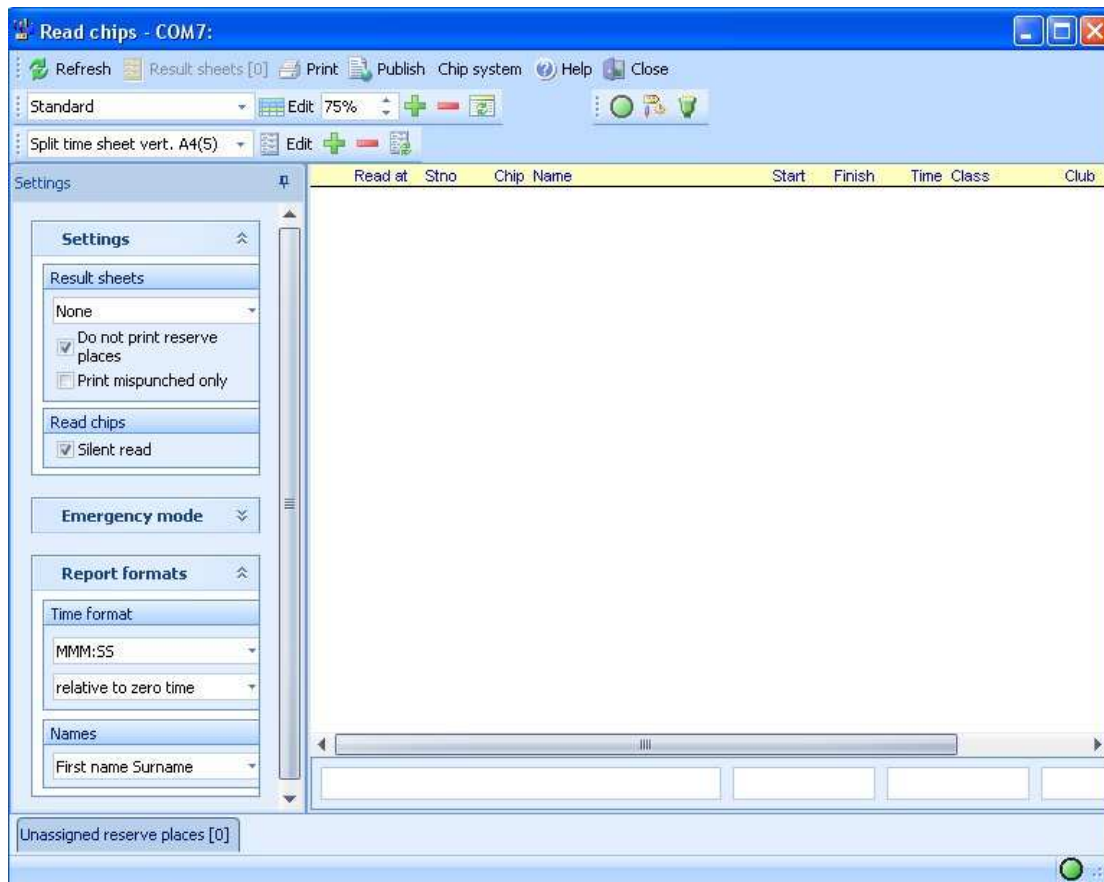 Read chips - COM7:
Refresh Result sheets [0] Print Publish Chip system Help Close
Standard Edit 75%
Split time sheet vert. A4(5) Edit
Settings
Read at Stno Chip Name Start Finish Time Class Club
Settings
Result sheets
None
Do not print reserve
places
Print mispunched only
Read chips
Silent read
Emergency mode
Report formats
Time format
MMM:SS
relative to zero time
Names
First name Surname
Unassigned reserve places [0]